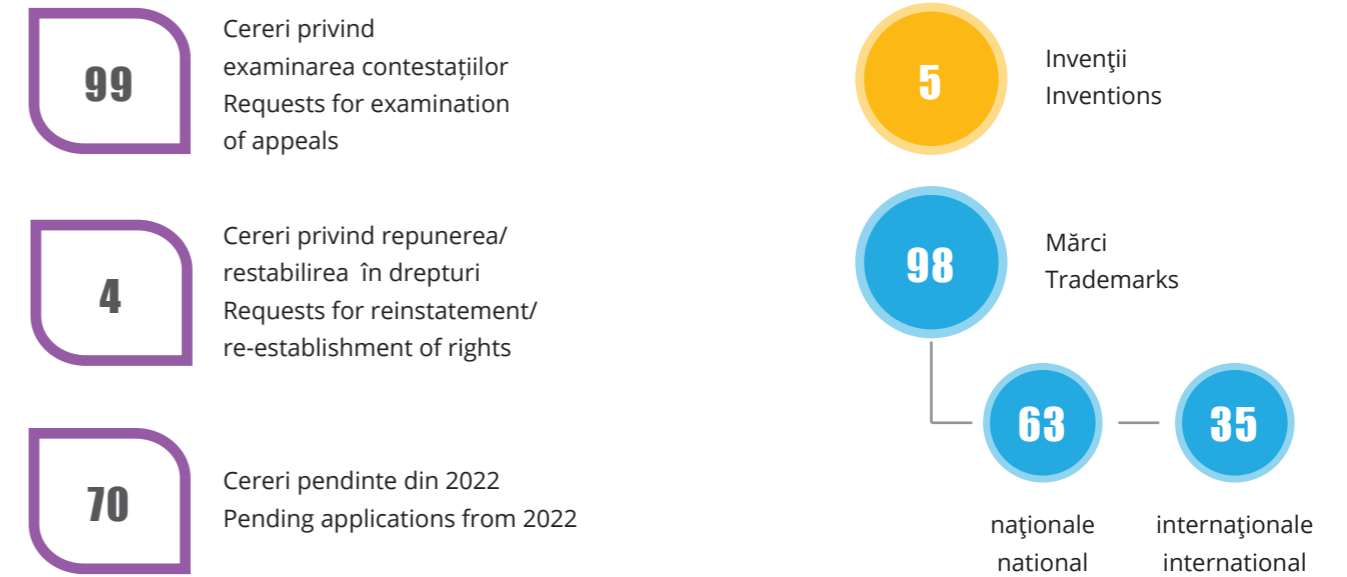 99
Cereri privind
examinarea contestațiilor
Requests for examination
of appeals
4
Cereri privind repunerea/
restabilirea în drepturi
Requests for reinstatement/
re-establishment of rights
70
Cereri pendinte din 2022
Pending applications from 2022
5
Invenţii
Inventions
98
Mărci
Trademarks
63
naţionale
national
35
internaţionale
international